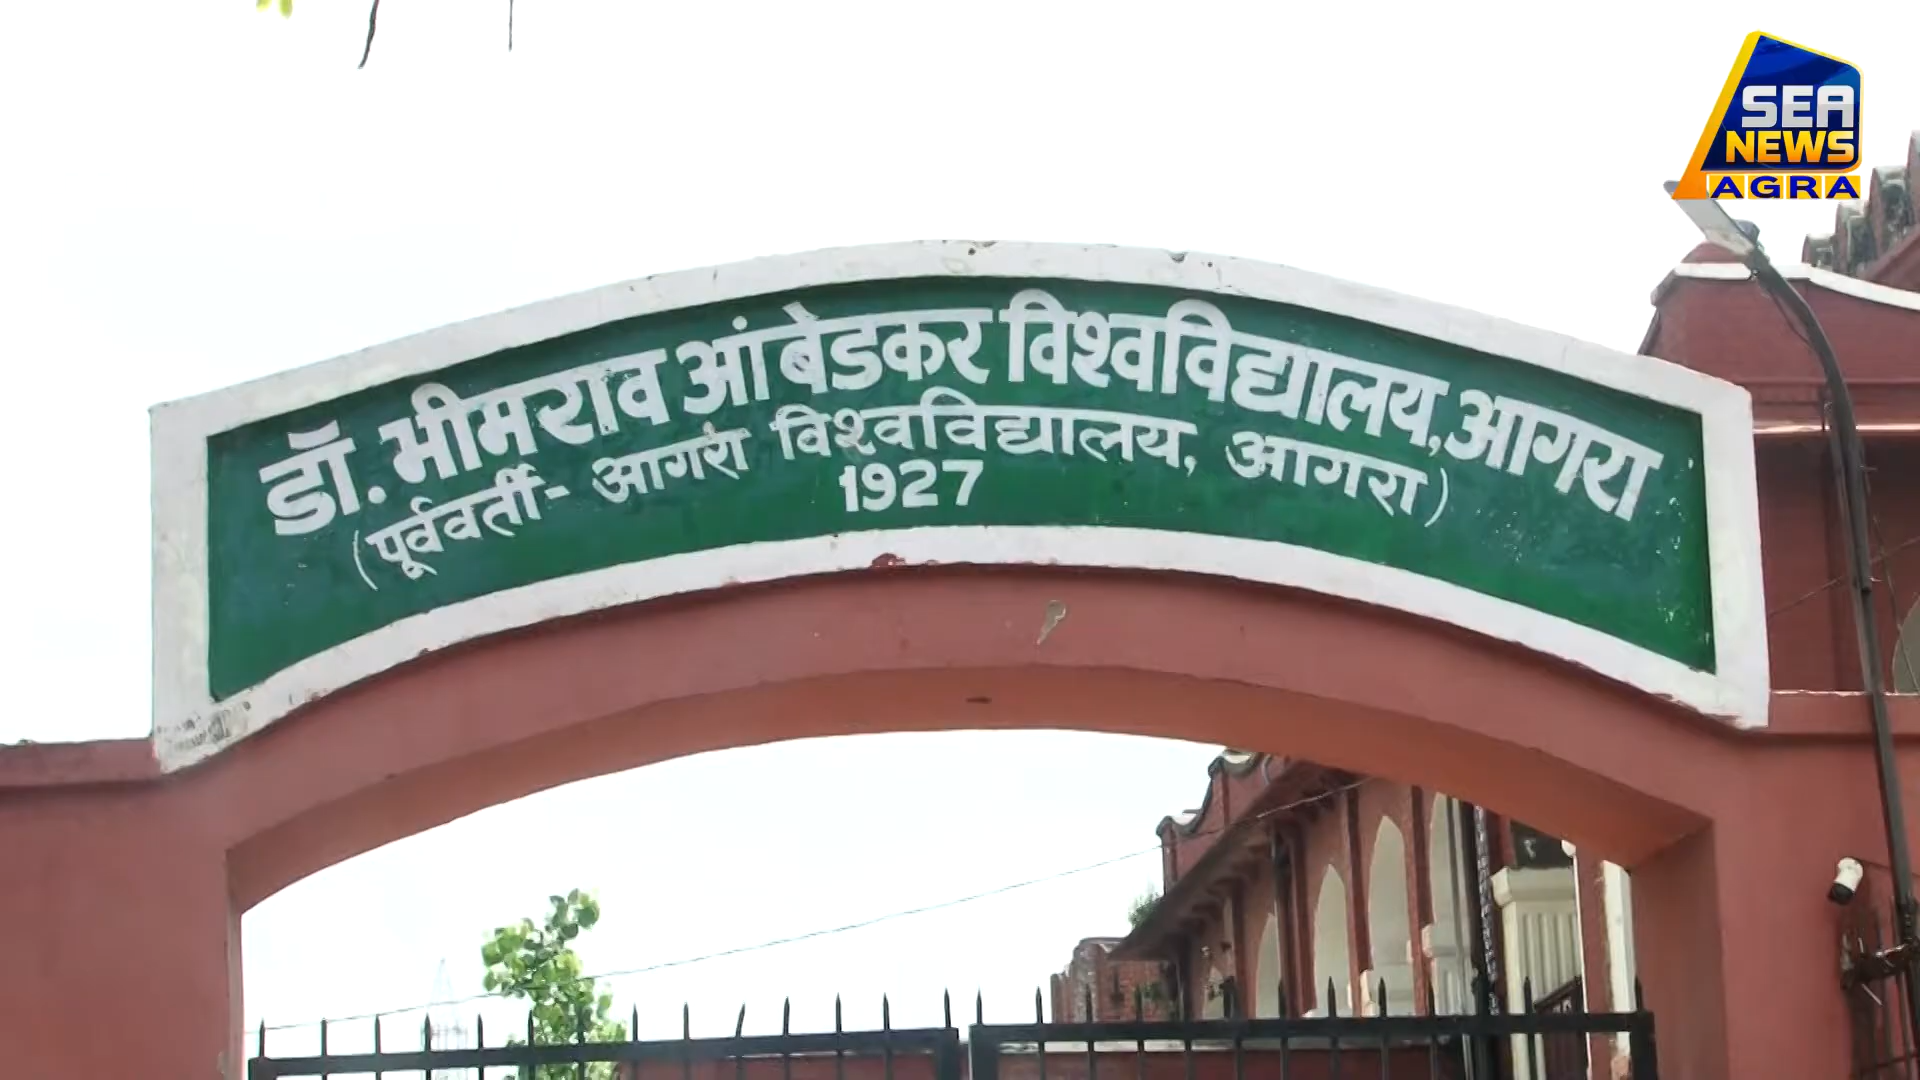 SEA
NEWS
AGRA
डॉ. भीमराव आंबेडकर विश्वविद्यालय, आगरा
(पूर्ववर्ती- आगरा विश्वविद्यालय, आगरा)
1927